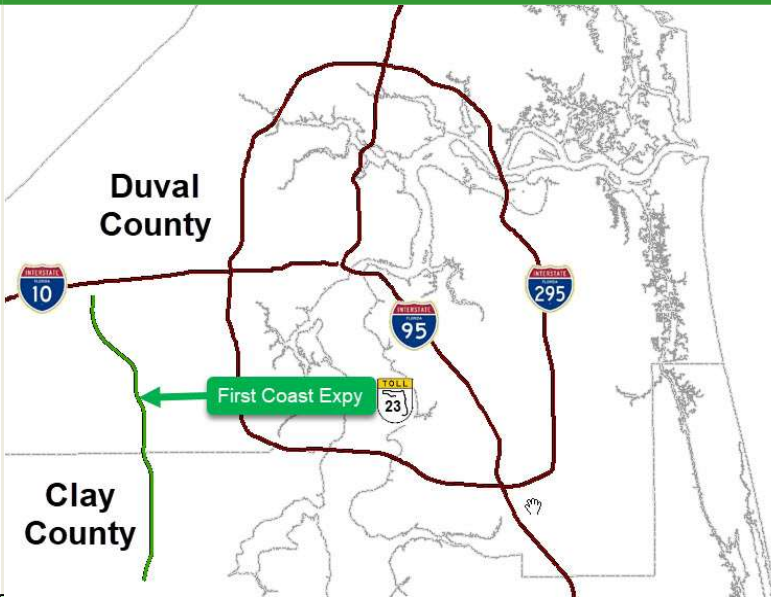 Duval
County
INTERSTATE
FLORIDA
10
INTERSTATE
FLORIDA
295
INTERSTATE
FLORIDA
95
First Coast Expy
TOLL
23
Clay
County